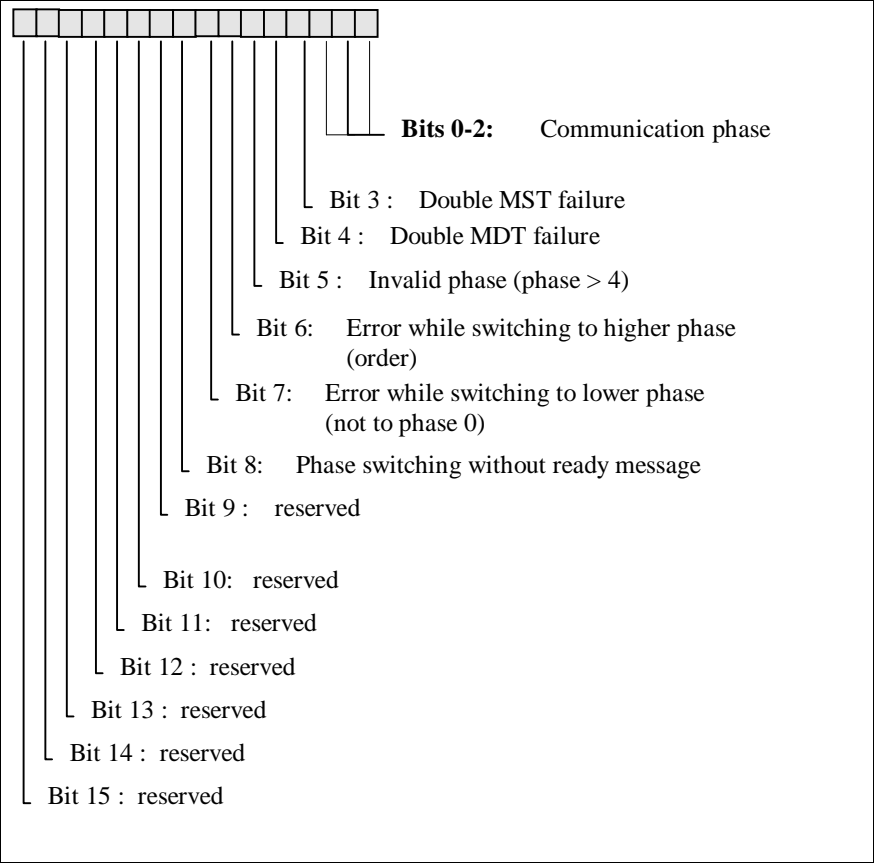 Bits 0-2: Communication phase
Bit 3 : Double MST failure
Bit 4 : Double MDT failure
Bit 5 : Invalid phase (phase > 4)
Bit 6: Error while switching to higher phase
(order)
Bit 7: Error while switching to lower phase
(not to phase 0)
Bit 8: Phase switching without ready message
Bit 9 : reserved
Bit 10: reserved
Bit 11: reserved
Bit 12 : reserved
Bit 13 : reserved
Bit 14 : reserved
Bit 15 : reserved